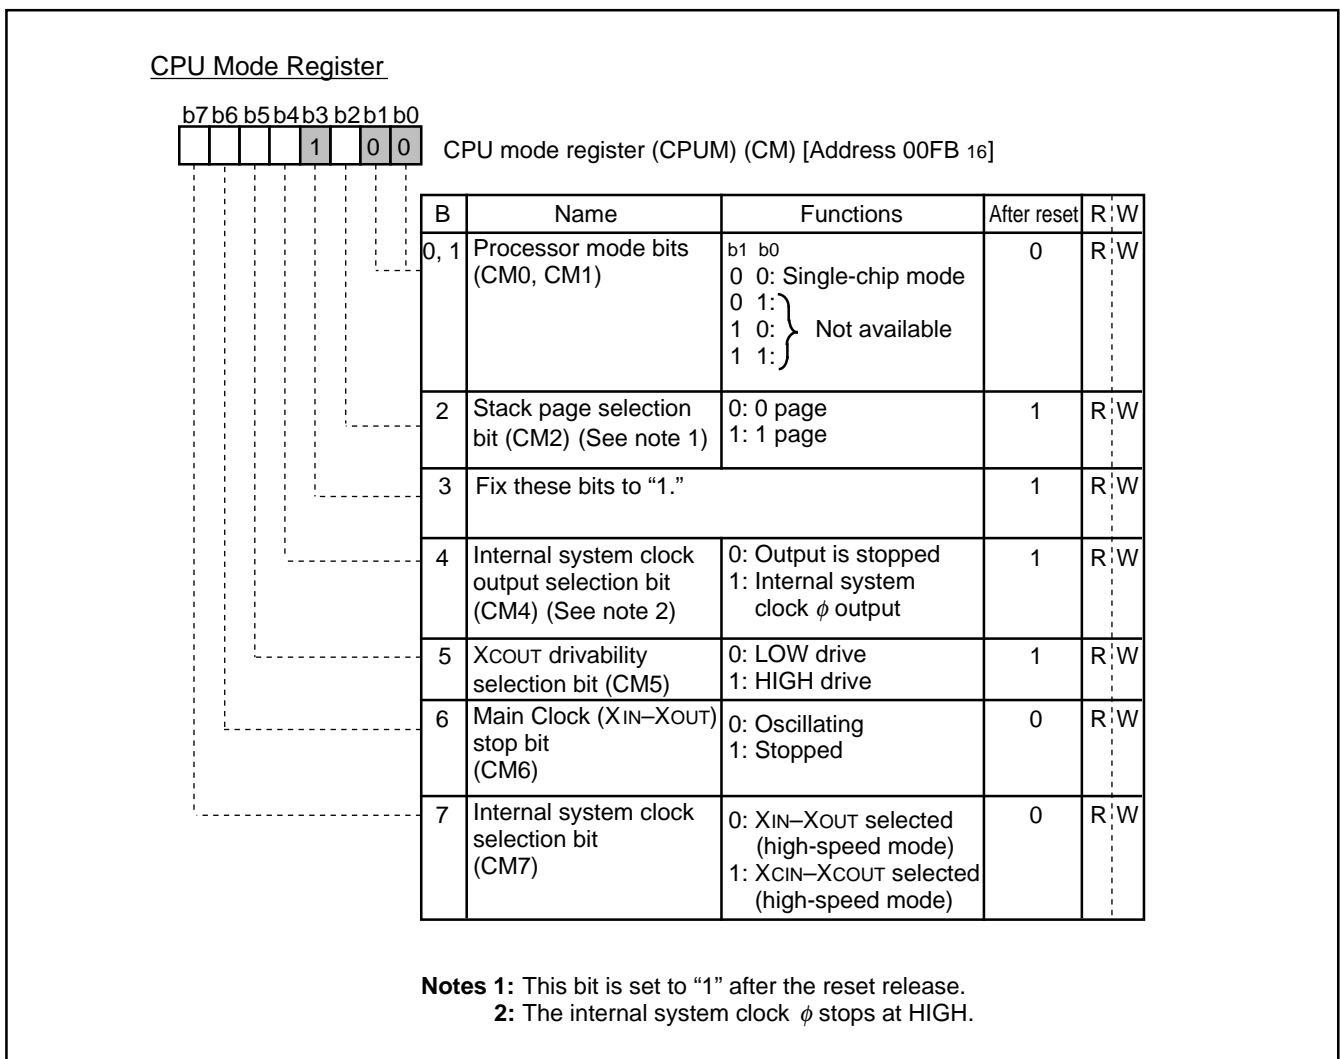 CPU Mode Register
b7 b6 b5 b4 b3 b2 b1 b0
1 0 0
CPU mode register (CPUM) (CM) [Address 00FB 16]
B Name Functions After reset R W
0, 1 Processor mode bits
(CM0, CM1)
b1 b0
0 0: Single-chip mode
0 1:
1 0: Not available
1 1:
0 R W
2 Stack page selection
bit (CM2) (See note 1)
0: 0 page
1: 1 page
1 R W
3 Fix these bits to “1.” 1 R W
4 Internal system clock
output selection bit
(CM4) (See note 2)
0: Output is stopped
1: Internal system
clock ϕ output
1 R W
5 XCOUT drivability
selection bit (CM5)
0: LOW drive
1: HIGH drive
1 R W
6 Main Clock (XIN–XOUT)
stop bit
(CM6)
0: Oscillating
1: Stopped
0 R W
7 Internal system clock
selection bit
(CM7)
0: XIN–XOUT selected
(high-speed mode)
1: XCIN–XCOUT selected
(high-speed mode)
0 R W
Notes 1: This bit is set to “1” after the reset release.
2: The internal system clock ϕ stops at HIGH.